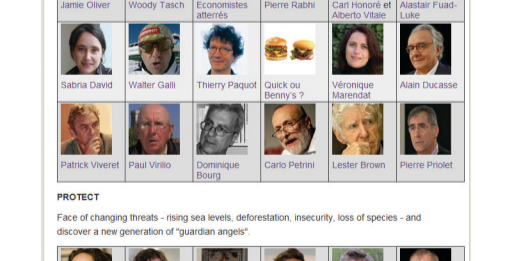 Jamie Oliver Woody Tasch Economistes Pierre Rabhi Carl Honoré et Alastair Fuad-
atterrés Alberto Vitale Luke
Sabria David Walter Galli Thierry Paquot Quick ou Véronique Alain Ducasse
Benny's ? Marendat
Patrick Viveret Paul Virilio Dominique Carlo Petrini Lester Brown Pierre Priolet
Bourg
PROTECT
Face of changing threats - rising sea levels, deforestation, insecurity, loss of species - and
discover a new generation of "guardian angels".